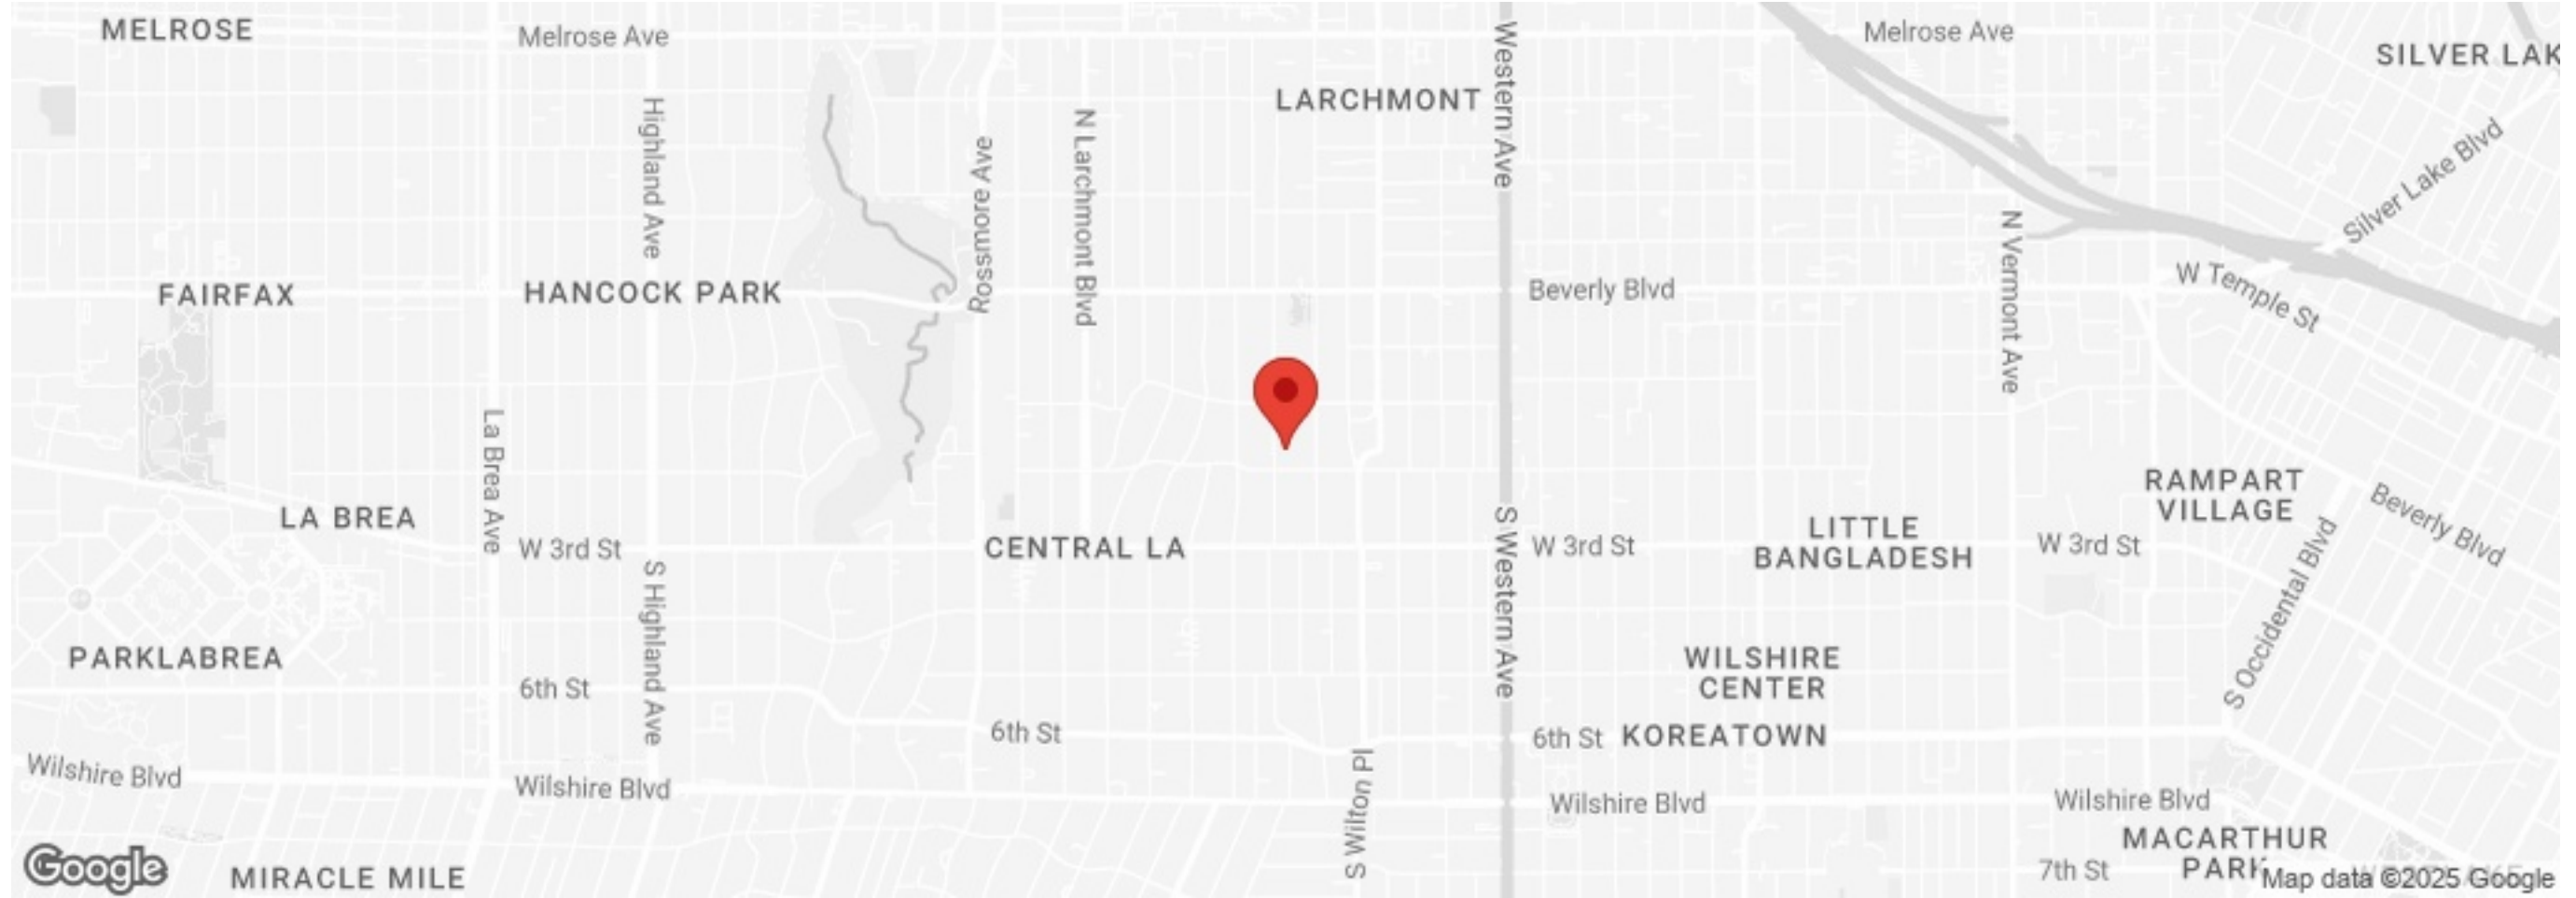 MELROSE
Melrose Ave
Melrose Ave
SILVER LAK
LARCHMONT
Western Ave
Highland Ave
N Larchmont Blvd
Rossmore Ave
Silver Lake Blvd
N Vermont Ave
FAIRFAX
HANCOCK PARK
Beverly Blvd
W Temple St
La Brea Ave
RAMPART
VILLAGE
Beverly Blvd
LA BREA
W 3rd St
CENTRAL LA
S Western Ave
W 3rd St
LITTLE
BANGLADESH
W 3rd St
S Occidental Blvd
S Highland Ave
PARKLABREA
WILSHIRE
CENTER
6th St
6th St
6th St
KOREATOWN
Wilshire Blvd
Wilshire Blvd
S Wilton Pl
Wilshire Blvd
Wilshire Blvd
MACARTHUR
PARK
Google
MIRACLE MILE
7th St
Map data ©2025 Google